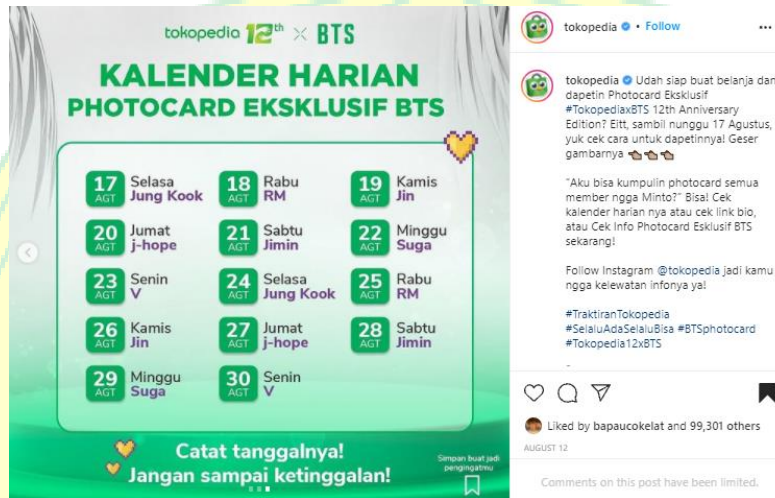 tokopedia 12th × BTS
KALENDER HARIAN
PHOTOCARD EKSKLUSIF BTS
17 AGT Selasa Jung Kook
18 AGT Rabu RM
19 AGT Kamis Jin
20 AGT Jumat j-hope
21 AGT Sabtu Jimin
22 AGT Minggu Suga
23 AGT Senin V
24 AGT Selasa Jung Kook
25 AGT Rabu RM
26 AGT Kamis Jin
27 AGT Jumat j-hope
28 AGT Sabtu Jimin
29 AGT Minggu Suga
30 AGT Senin V
Catat tanggalnya!
Jangan sampai ketinggalan!
Simpan buat jadi
pengingatmu
tokopedia • Follow
tokopedia Udah siap buat belanja dan
dapetin Photocard Eksklusif
#TokopediaxBTS 12th Anniversary
Edition? Eitt, sambil nunggu 17 Agustus,
yuk cek cara untuk dapetinnya! Geser
gambarnya
"Aku bisa kumpulin photocard semua
member ngga Minto?" Bisa! Cek
kalender harian nya atau cek link bio,
atau Cek Info Photocard Esklusif BTS
sekarang!
Follow Instagram @tokopedia jadi kamu
ngga kelewatan infonya ya!
#TraktiranTokopedia
#SelaluAdaSelaluBisa #BTSphotocard
#Tokopedia12xBTS
Liked by bapaucokelat and 99,301 others
AUGUST 12
Comments on this post have been limited.